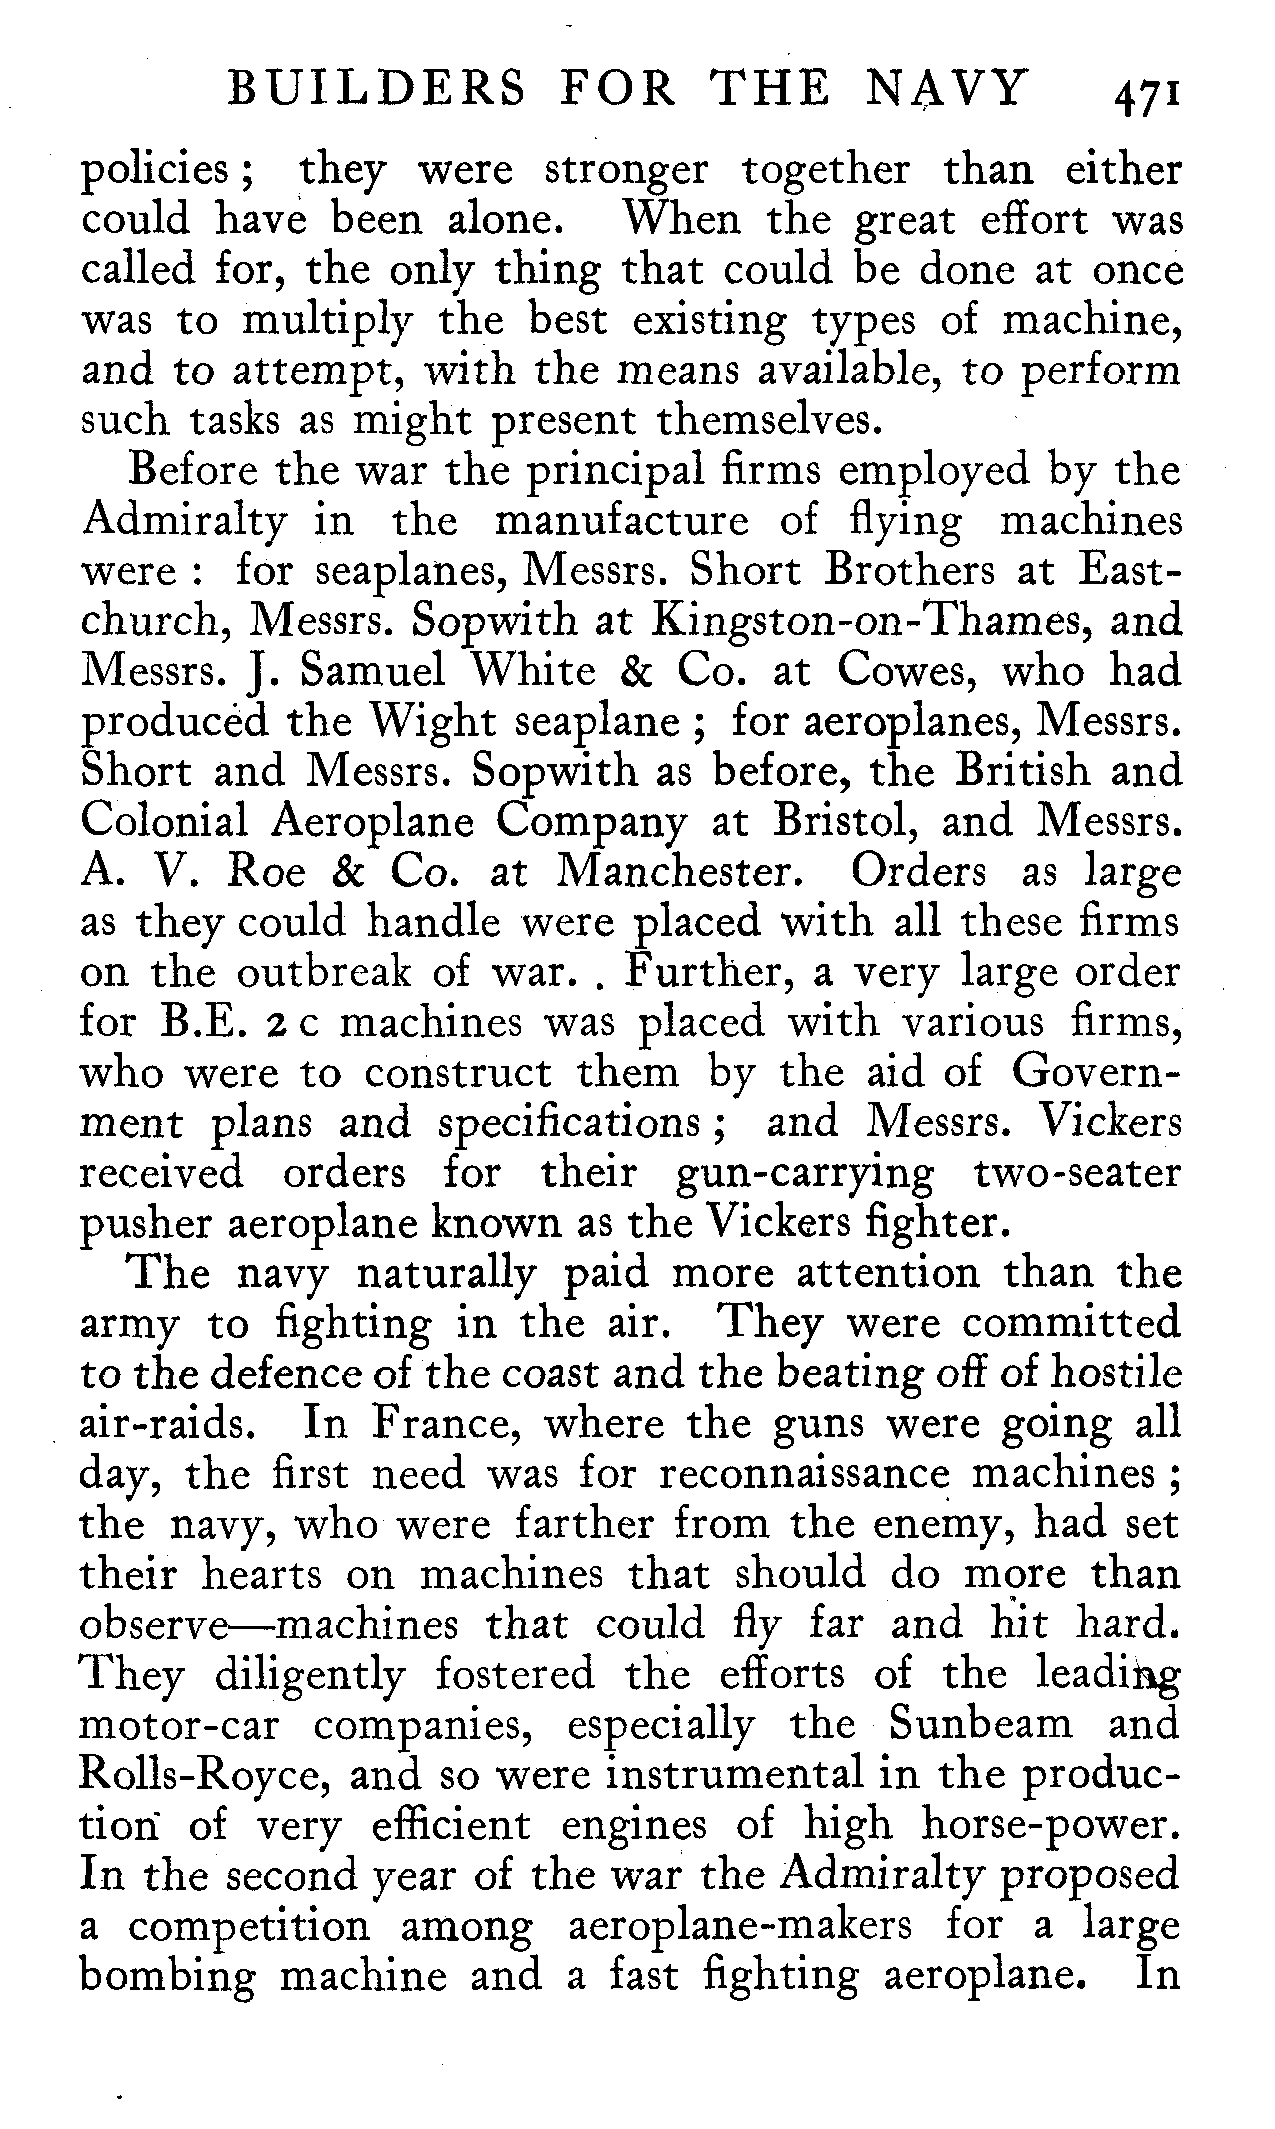 BUILDERS FOR THE NAVY 471
policies ; they were stronger together than either
could have been alone. When the great effort was
called for, the only thing that could be done at once
was to multiply the best existing types of machine,
and to attempt, with the means available, to perform
such tasks as might present themselves.
Before the war the principal firms employed by the
Admiralty in the manufacture of flying machines
were : for seaplanes, Messrs. Short Brothers at East-
church, Messrs. Sopwith at Kingston-on-Thames, and
Messrs. J. Samuel White & Co. at Cowes, who had
produced the Wight seaplane ; for aeroplanes, Messrs.
Short and Messrs. Sopwith as before, the British and
Colonial Aeroplane Company at Bristol, and Messrs.
A. V. Roe & Co. at Manchester. Orders as large
as they could handle were placed with all these firms
on the outbreak of war. . Further, a very large order
for B.E. 2 c machines was placed with various firms,
who were to construct them by the aid of Govern-
ment plans and specifications ; and Messrs. Vickers
received orders for their gun-carrying two-seater
pusher aeroplane known as the Vickers fighter.
The navy naturally paid more attention than the
army to fighting in the air. They were committed
to the defence of the coast and the beating off of hostile
air-raids. In France, where the guns were going all
day, the first need was for reconnaissance machines ;
the navy, who were farther from the enemy, had set
their hearts on machines that should do more than
observe—machines that could fly far and hit hard.
They diligently fostered the efforts of the leading
motor-car companies, especially the Sunbeam and
Rolls-Royce, and so were instrumental in the produc-
tion of very efficient engines of high horse-power.
In the second year of the war the Admiralty proposed
a competition among aeroplane-makers for a large
bombing machine and a fast fighting aeroplane. In